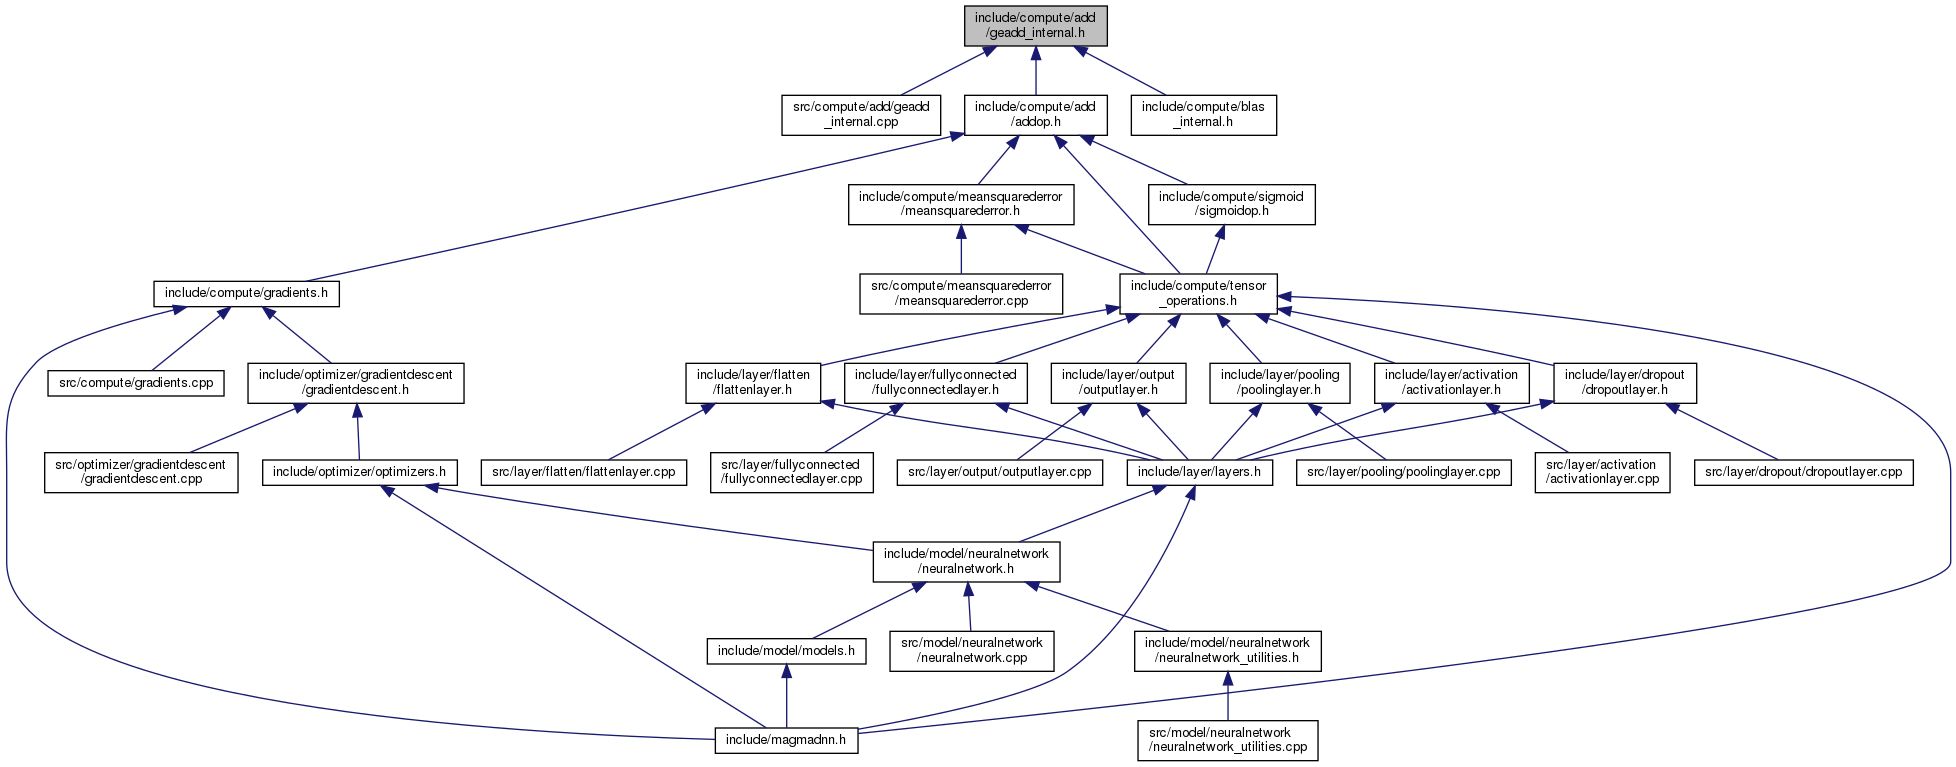 include/compute/add
/geadd_internal.h
src/compute/add/geadd
_internal.cpp
include/compute/add
/addop.h
include/compute/blas
_internal.h
include/compute/meansquarederror
/meansquarederror.h
include/compute/sigmoid
/sigmoidop.h
include/compute/gradients.h
src/compute/meansquarederror
/meansquarederror.cpp
include/compute/tensor
_operations.h
src/compute/gradients.cpp
include/optimizer/gradientdescent
/gradientdescent.h
include/layer/flatten
/flattenlayer.h
include/layer/fullyconnected
/fullyconnectedlayer.h
include/layer/output
/outputlayer.h
include/layer/pooling
/poolinglayer.h
include/layer/activation
/activationlayer.h
include/layer/dropout
/dropoutlayer.h
src/optimizer/gradientdescent
/gradientdescent.cpp
include/optimizer/optimizers.h
src/layer/flatten/flattenlayer.cpp
src/layer/fullyconnected
/fullyconnectedlayer.cpp
src/layer/output/outputlayer.cpp
include/layer/layers.h
src/layer/pooling/poolinglayer.cpp
src/layer/activation
/activationlayer.cpp
src/layer/dropout/dropoutlayer.cpp
include/model/neuralnetwork
/neuralnetwork.h
include/model/models.h
src/model/neuralnetwork
/neuralnetwork.cpp
include/model/neuralnetwork
/neuralnetwork_utilities.h
include/magmadnn.h
src/model/neuralnetwork
/neuralnetwork_utilities.cpp